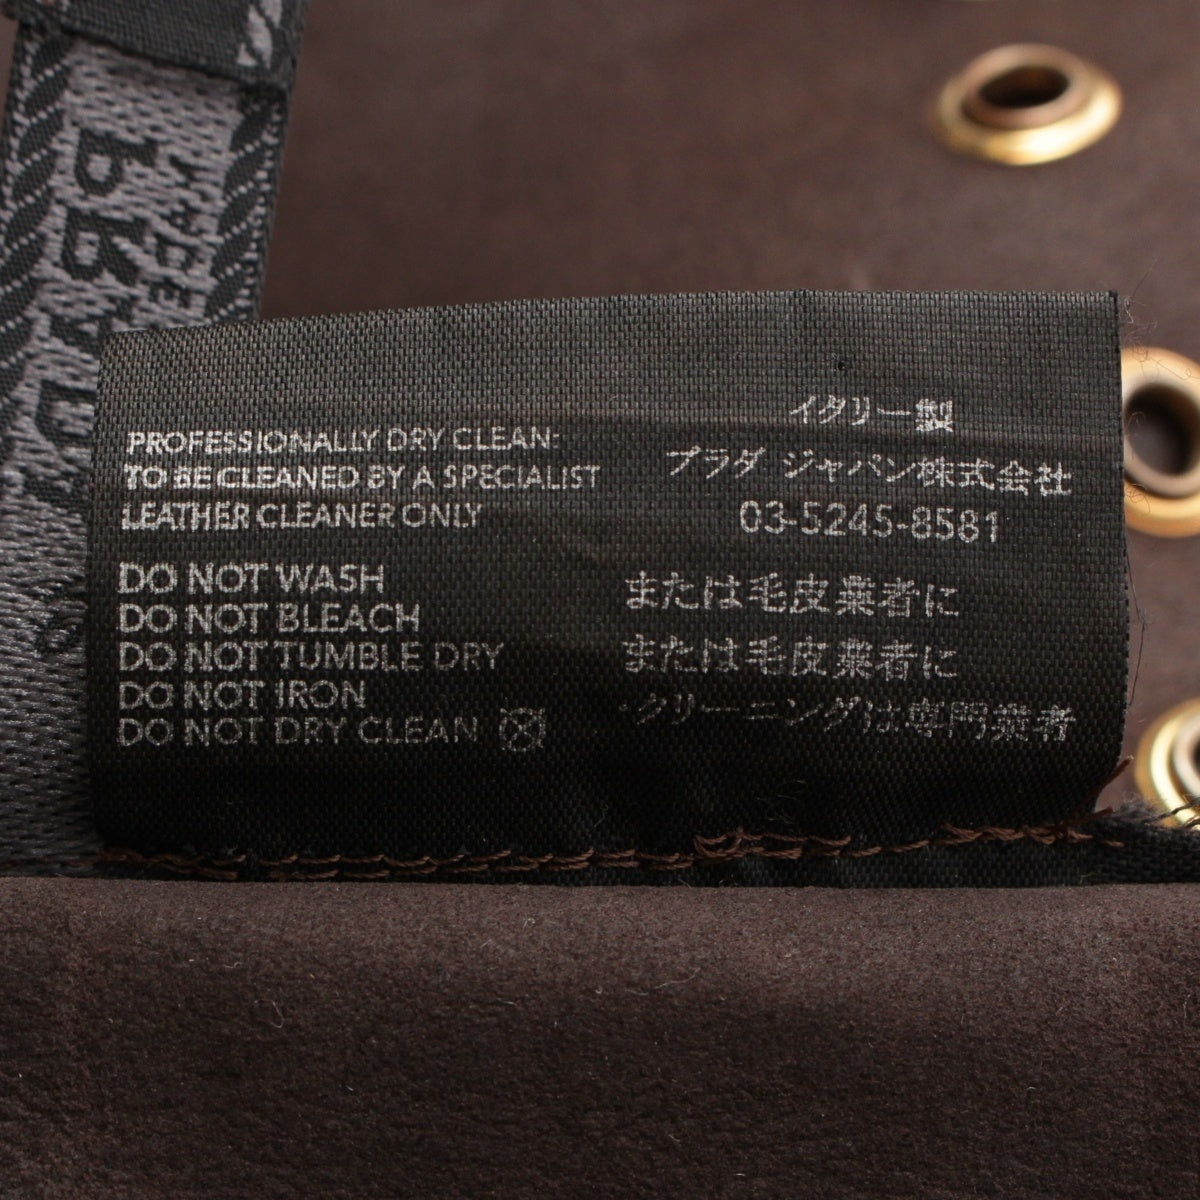 PRADA
PROFESSIONALLY DRY CLEAN:
TO BE CLEANED BY A SPECIALIST
LEATHER CLEANER ONLY
DO NOT WASH
DO NOT BLEACH
DO NOT TUMBLE DRY
DO NOT IRON
DO NOT DRY CLEAN
イタリー製
プラダ ジャパン株式会社
03-5245-8581
または毛皮業者に
または毛皮業者に
・クリーニングは専門業者